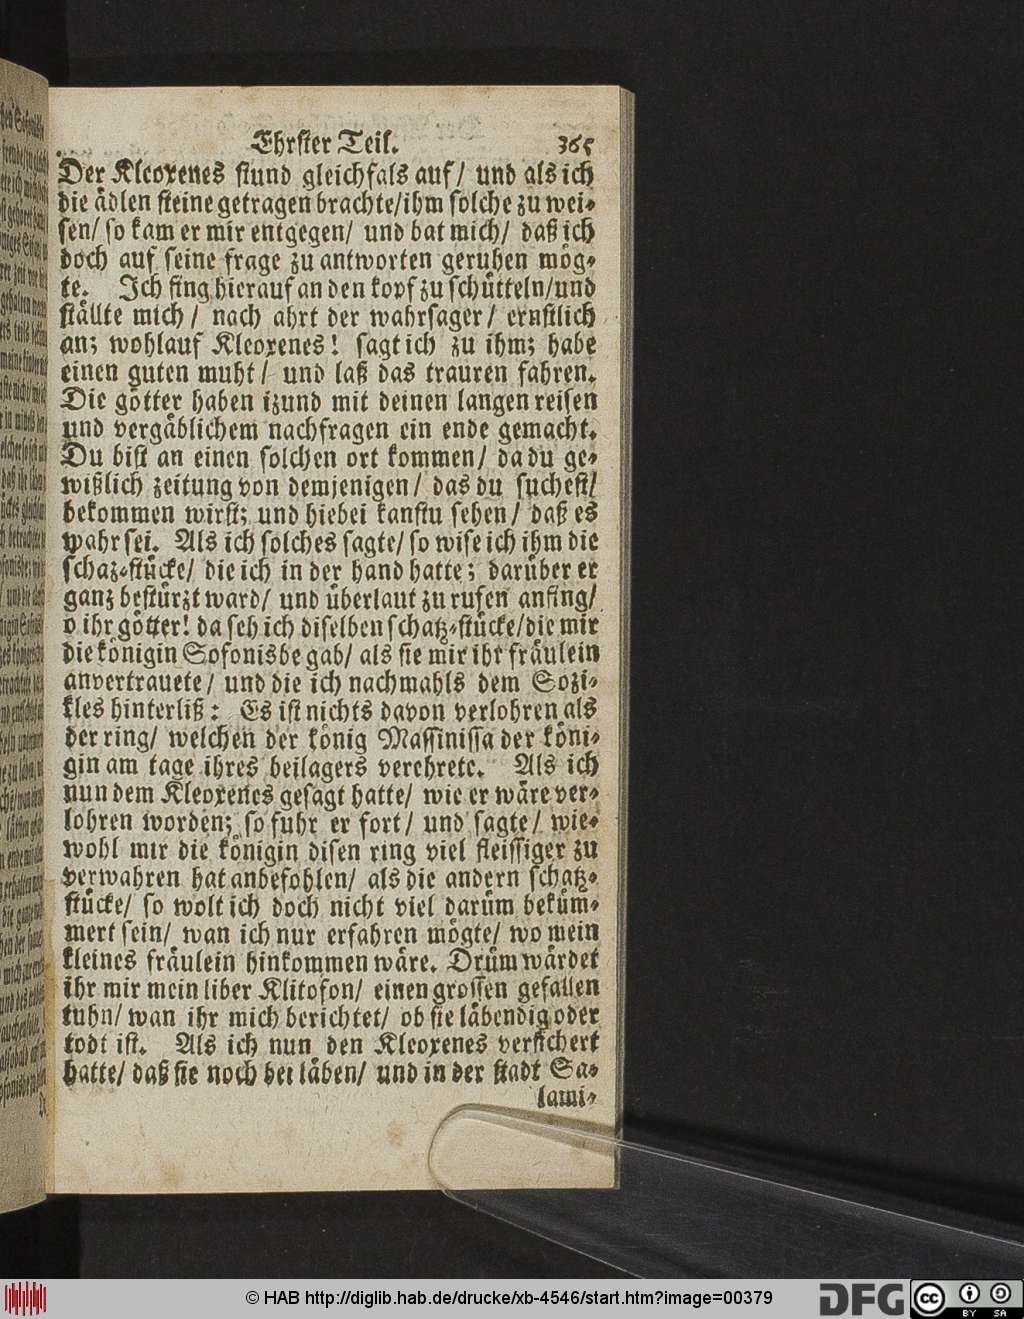 Ehrster Teil. 365
Der Kleoxenes stund gleichfals auf/ und als ich
die ädlen steine getragen brachte/ihm solche zu wei-
sen/ so kam er mir entgegen/ und bat mich/ daß ich
doch auf seine frage zu antworten geruhen mög-
te. Ich fing hierauf an den kopf zu schütteln/und
ställte mich/ nach ahrt der wahrsager/ ernstlich
an; wohlauf Kleoxenes! sagt ich zu ihm; habe
einen guten muht/ und laß das trauren fahren.
Die götter haben izund mit deinen langen reisen
und vergäblichem nachfragen ein ende gemacht.
Du bist an einen solchen ort kommen/ da du ge-
wißlich zeitung von demjenigen/ das du suchest/
bekommen wirst; und hiebei kanstu sehen/ daß es
wahr sei. Als ich solches sagte/ so wise ich ihm die
schaz-stücke/ die ich in der hand hatte; darüber er
ganz bestürzt ward/ und überlaut zu rufen anfing/
o ihr götter! da seh ich diselben schatz-stücke/die mir
die königin Sofonisbe gab/ als sie mir ihr fräulein
anvertrauete/ und die ich nachmahls dem Sozi-
kles hinterliß: Es ist nichts davon verlohren als
der ring/ welchen der könig Massinissa der köni-
gin am tage ihres beilagers verehrete. Als ich
nun dem Kleoxenes gesagt hatte/ wie er wäre ver-
lohren worden; so fuhr er fort/ und sagte/ wie-
wohl mir die königin disen ring viel fleissiger zu
verwahren hat anbefohlen/ als die andern schatz-
stücke/ so wolt ich doch nicht viel darüm beküm-
mert sein/ wan ich nur erfahren mögte/ wo mein
kleines fräulein hinkommen wäre. Drüm wärdet
ihr mir mein liber Klitofon/ einen grossen gefallen
tuhn/ wan ihr mich berichtet/ ob sie läbendig oder
todt ist. Als ich nun den Kleoxenes versichert
hatte/ daß sie noch bei läben/ und in der stadt Sa-
lami-
© HAB http://diglib.hab.de/drucke/xb-4546/start.htm?image=00379
DFG
cc BY SA